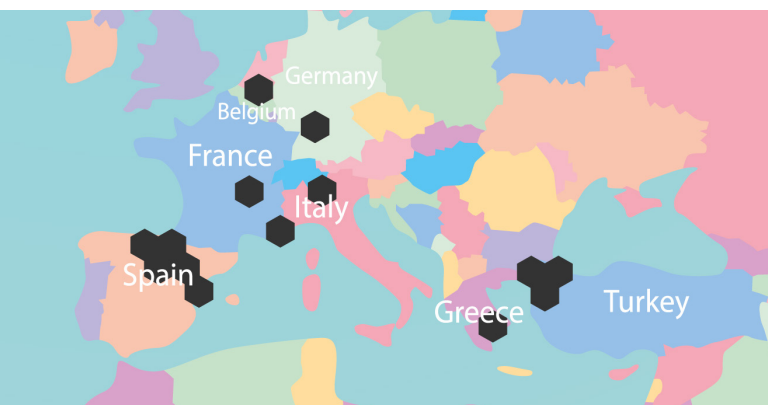 Germany
Belgium
France
Italy
Spain
Greece
Turkey